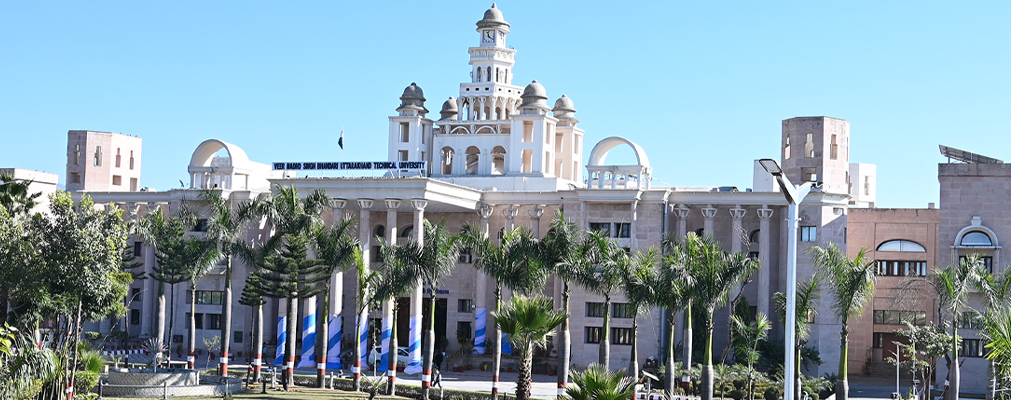 VEER MADHO SINGH BHANDARI UTTARAKHAND TECHNICAL UNIVERSITY